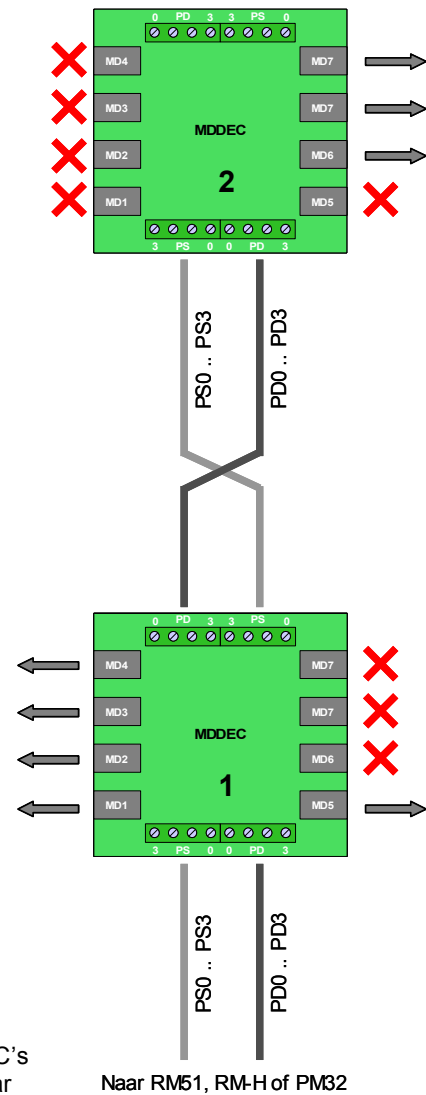 0 PD 3 3 PS 0
MD4 MD7
MD3 MD7
MDDEC
MD2 MD6
2
MD1 MD5
3 PS 0 0 PD 3
PS0 .. PS3
PD0 .. PD3
0 PD 3 3 PS 0
MD4 MD7
MD3 MD7
MDDEC
MD2 MD6
1
MD1 MD5
3 PS 0 0 PD 3
PS0 .. PS3
PD0 .. PD3
C's
ar
Naar RM51, RM-H of PM32